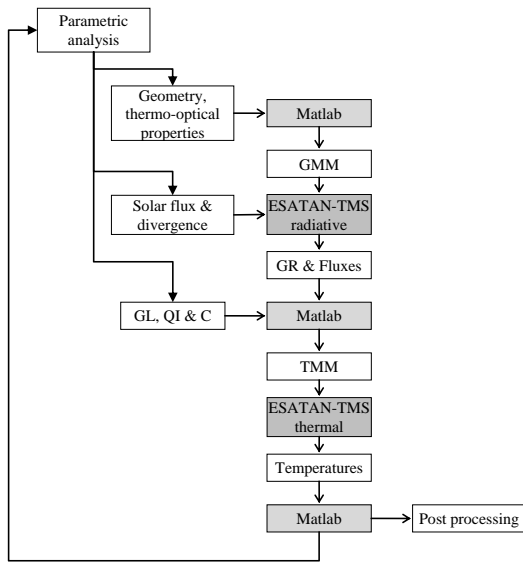 Parametric
analysis
Geometry,
thermo-optical
properties
Matlab
GMM
Solar flux &
divergence
ESATAN-TMS
radiative
GR & Fluxes
GL, QI & C
Matlab
TMM
ESATAN-TMS
thermal
Temperatures
Matlab
Post processing